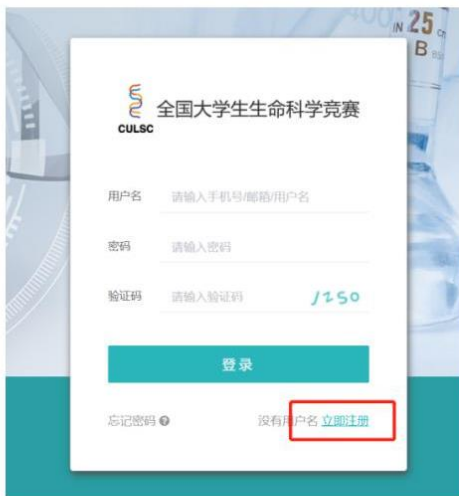 IN 25 cm
B
CULSC 全国大学生生命科学竞赛
用户名 请输入手机号/邮箱/用户名
密码 请输入密码
验证码 请输入验证码 1250
登录
忘记密码 ?
没有用户名 立即注册